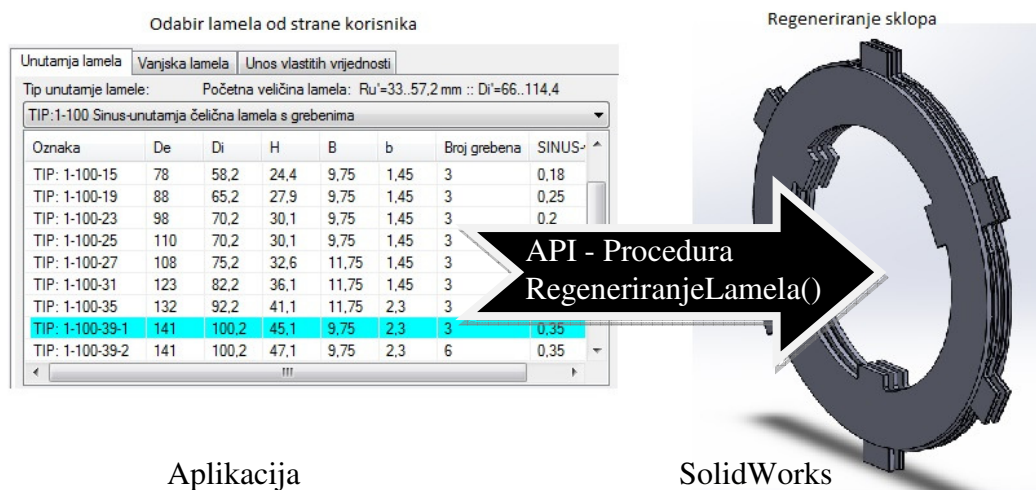 Odabir lamela od strane korisnika
Regeneriranje sklopa
Unutarnja lamela Vanjska lamela Unos vlastitih vrijednosti
Tip unutarnje lamele: Početna veličina lamela: Ru'=33..57,2 mm :: Di'=66..114,4
TIP:1-100 Sinus-unutarnja čelična lamela s grebenima
Oznaka De Di H B b Broj grebena SINUS-
TIP: 1-100-15 78 58,2 24,4 9,75 1,45 3 0,18
TIP: 1-100-19 88 65,2 27,9 9,75 1,45 3 0,25
TIP: 1-100-23 98 70,2 30,1 9,75 1,45 3 0.2
TIP: 1-100-25 110 70,2 30,1 9,75 1,45 3
TIP: 1-100-27 108 75,2 32,6 11,75 1,45 3
TIP: 1-100-31 123 82,2 36,1 11,75 1,45 3
TIP: 1-100-35 132 92,2 41,1 11,75 2,3 3
TIP: 1-100-39-1 141 100,2 45,1 9,75 2,3 3 0,35
TIP: 1-100-39-2 141 100,2 47,1 9,75 2,3 6 0,35
API - Procedura
RegeneriranjeLamela()
Aplikacija
SolidWorks